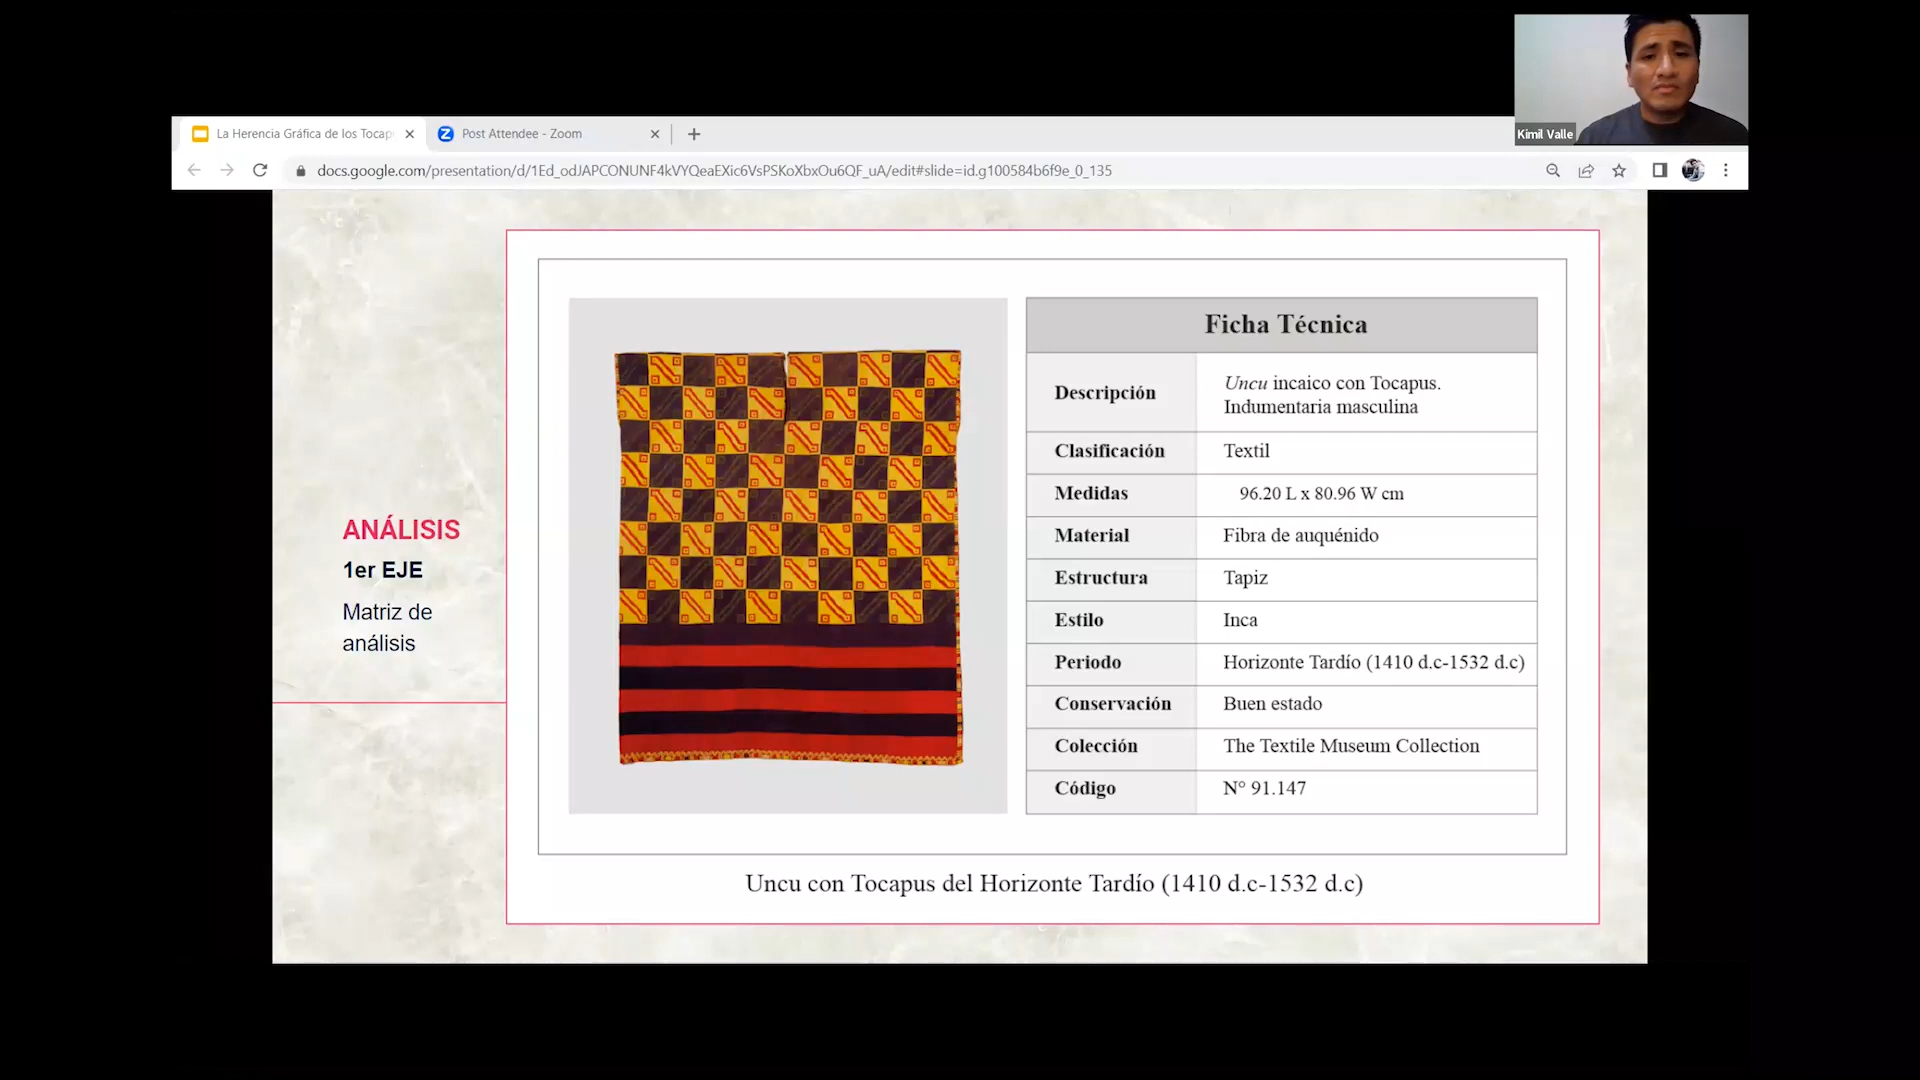 Kimil Valle
La Herencia Gráfica de los Tocap
Post Attendee - Zoom
docs.google.com/presentation/d/1Ed_odJAPCONUNF4kVYQeaEXic6VsPSKoXbxOu6QF_uA/edit#slide=id.g100584b6f9e_0_135
ANÁLISIS
1er EJE
Matriz de
análisis
Ficha Técnica
Descripción
Uncu incaico con Tocapus.
Indumentaria masculina
Clasificación Textil
Medidas 96.20 L x 80.96 W cm
Material Fibra de auquénido
Estructura Tapiz
Estilo Inca
Periodo Horizonte Tardío (1410 d.c-1532 d.c)
Conservación Buen estado
Colección The Textile Museum Collection
Código N° 91.147
Uncu con Tocapus del Horizonte Tardío (1410 d.c-1532 d.c)